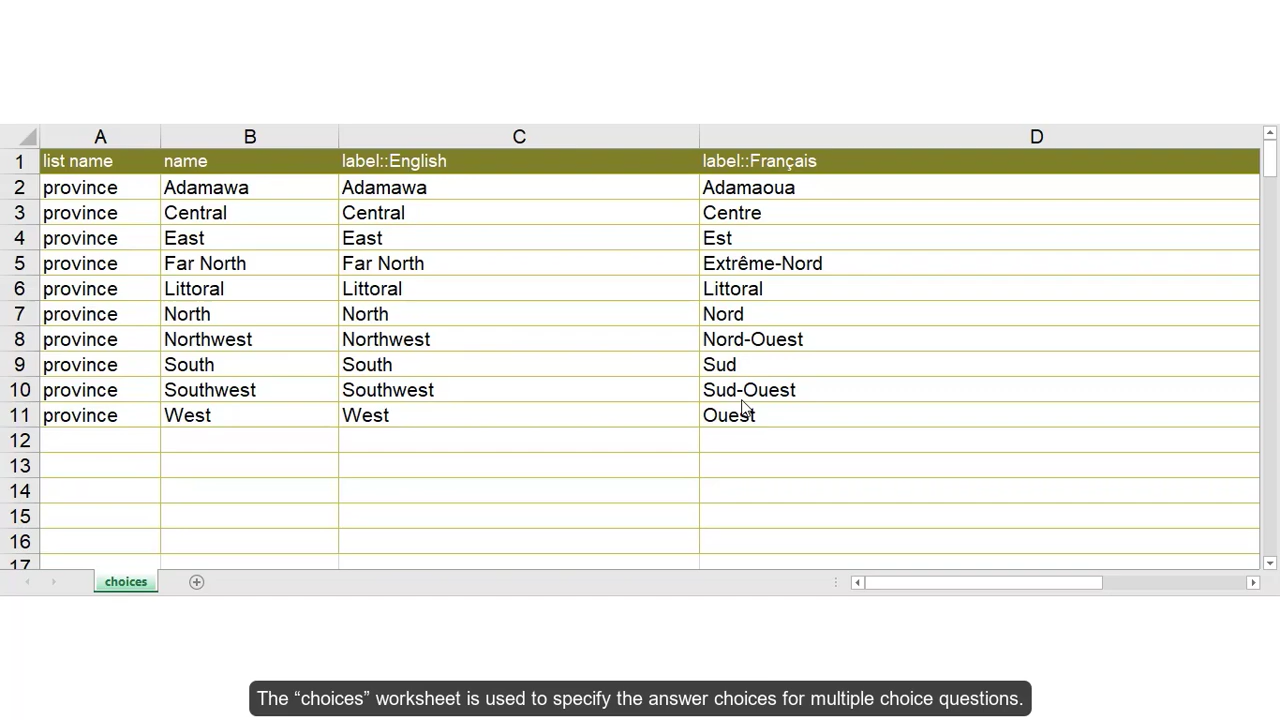 A B C D
1 list name name label::English label::Français
2 province Adamawa Adamawa Adamaoua
3 province Central Central Centre
4 province East East Est
5 province Far North Far North Extrême-Nord
6 province Littoral Littoral Littoral
7 province North North Nord
8 province Northwest Northwest Nord-Ouest
9 province South South Sud
10 province Southwest Southwest Sud-Ouest
11 province West West Ouest
12
13
14
15
16
17
choices
The “choices” worksheet is used to specify the answer choices for multiple choice questions.